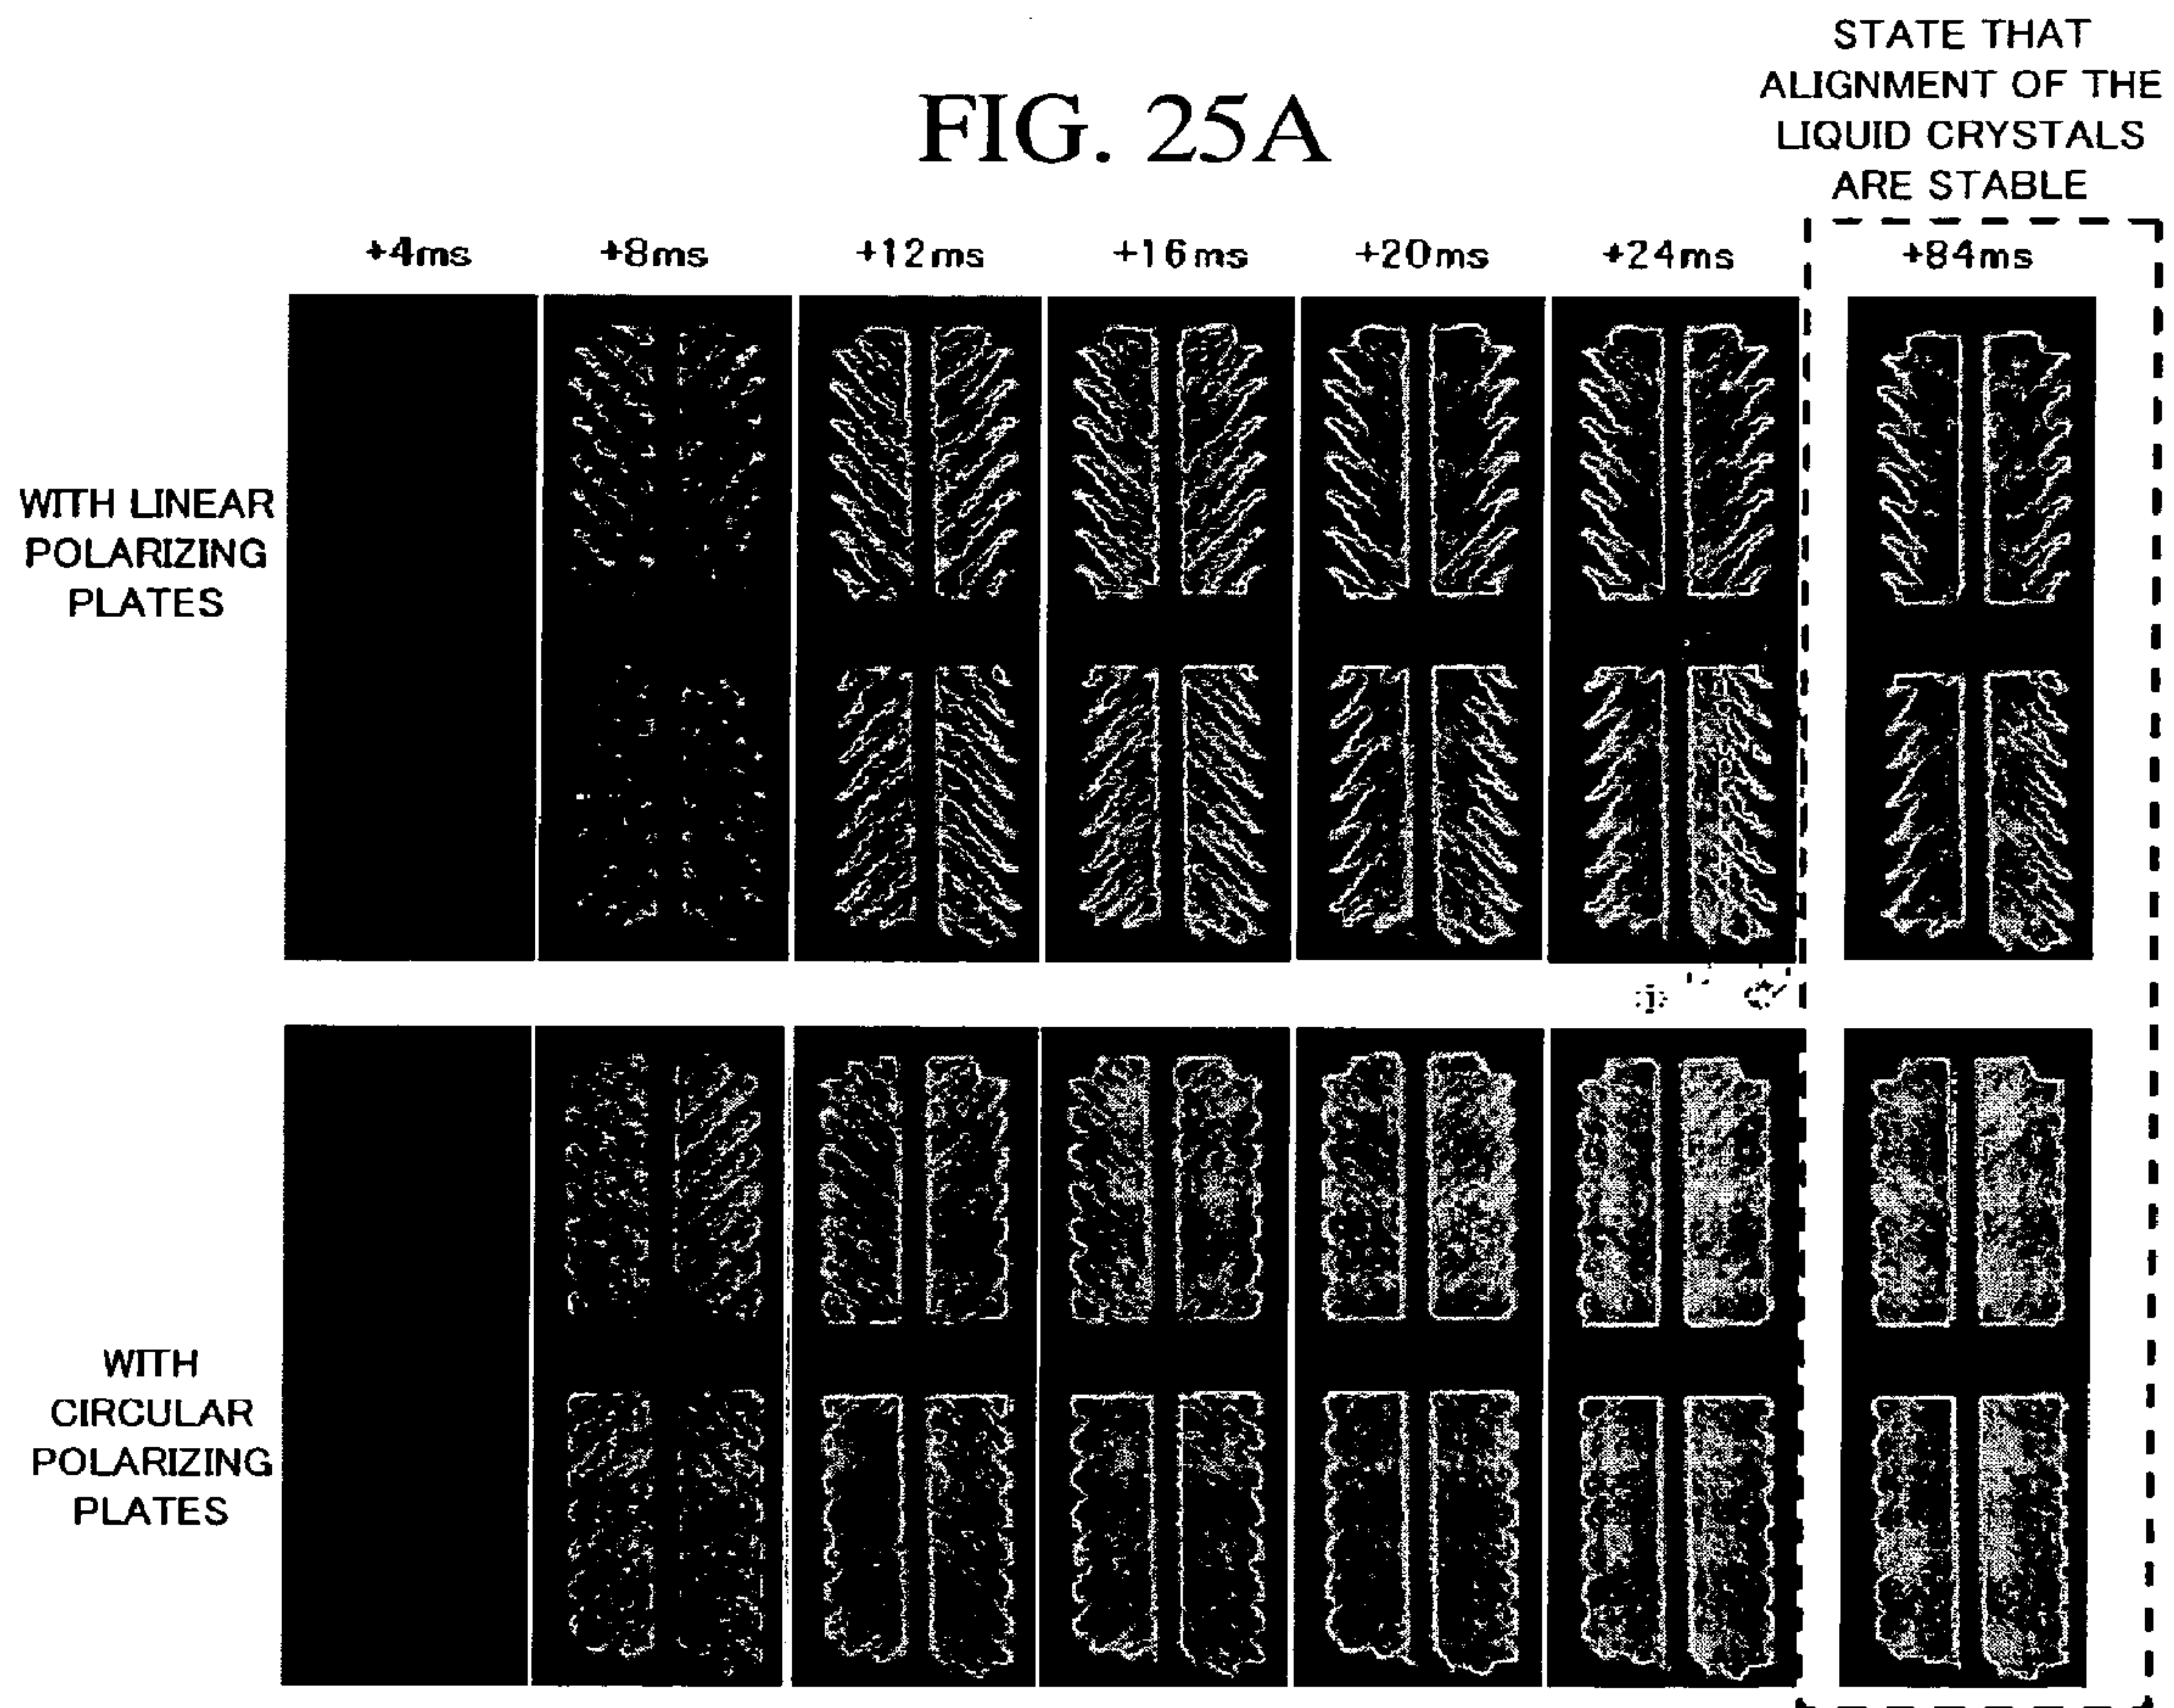 FIG. 25A
STATE THAT
ALIGNMENT OF THE
LIQUID CRYSTALS
ARE STABLE
+4ms +8ms +12ms +16ms +20ms +24ms +84ms
WITH LINEAR
POLARIZING
PLATES
WITH
CIRCULAR
POLARIZING
PLATES